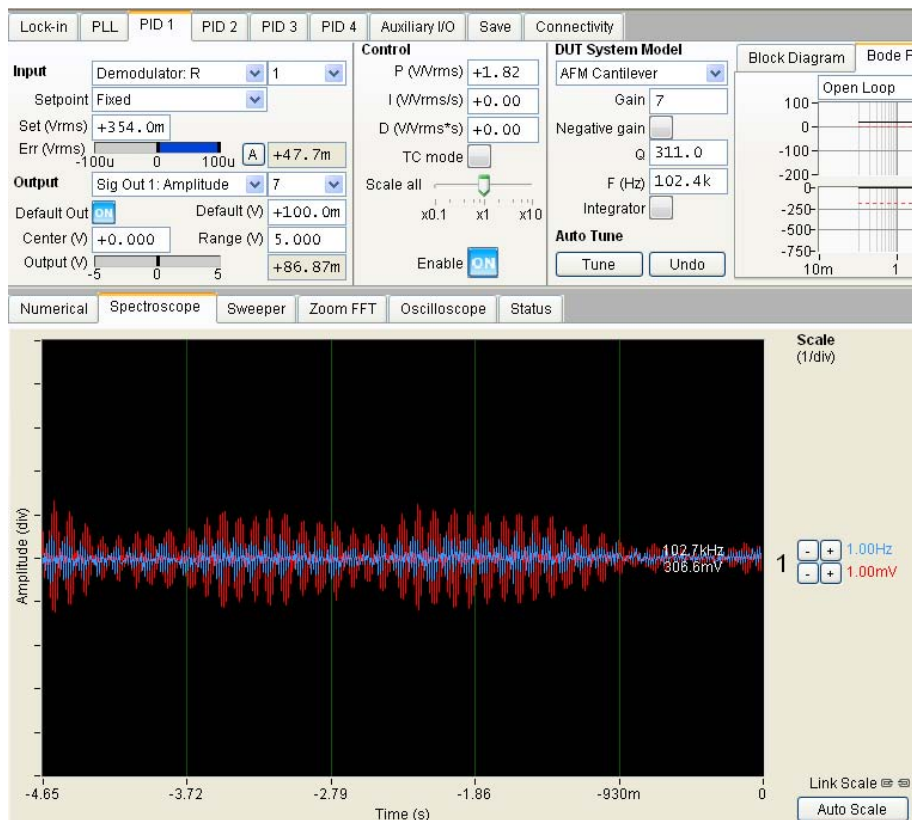 Lock-in PLL PID 1 PID 2 PID 3 PID 4 Auxiliary I/O Save Connectivity
Input Demodulator: R 1
Setpoint Fixed
Set (Vrms) +354.0m
Err (Vrms) -100u 0 100u A +47.7m
Output Sig Out 1: Amplitude 7
Default Out ON Default (V) +100.0m
Center (V) +0.000 Range (V) 5.000
Output (V) -5 0 5 +86.87m
Control
P (V/Vrms) +1.82
I (V/Vrms/s) +0.00
D (V/Vrms*s) +0.00
TC mode
Scale all
x0.1 x1 x10
Enable ON
DUT System Model
AFM Cantilever
Gain 7
Negative gain
Q 311.0
F (Hz) 102.4k
Integrator
Auto Tune
Tune Undo
Block Diagram Bode
Open Loop
100
0
-100
-200
0
-250
-500
-750
10m 1
Numerical Spectroscope Sweeper Zoom FFT Oscilloscope Status
Scale
(1/div)
Amplitude (div)
102.7kHz
306.6mV
1
- + 1.00Hz
- + 1.00mV
-4.65 -3.72 -2.79 -1.86 -930m 0
Time (s)
Link Scale
Auto Scale